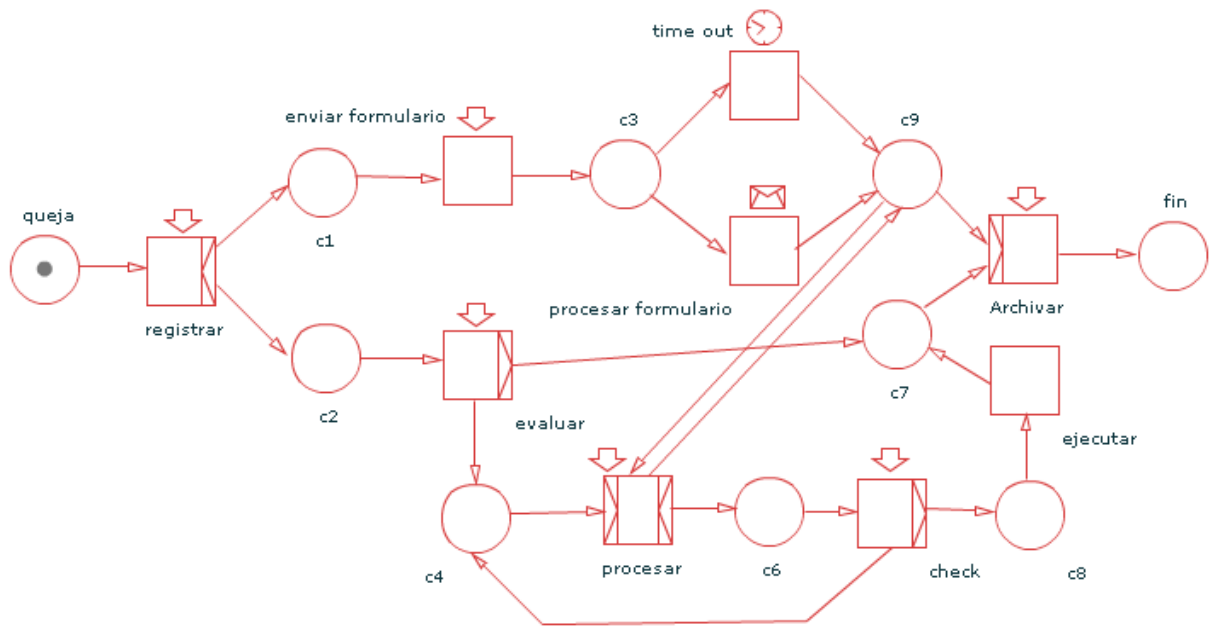 time out
enviar formulario
c3
c9
queja
fin
c1
registrar
procesar formulario
Archivar
c2
evaluar
c7
ejecutar
c4
procesar
c6
check
c8